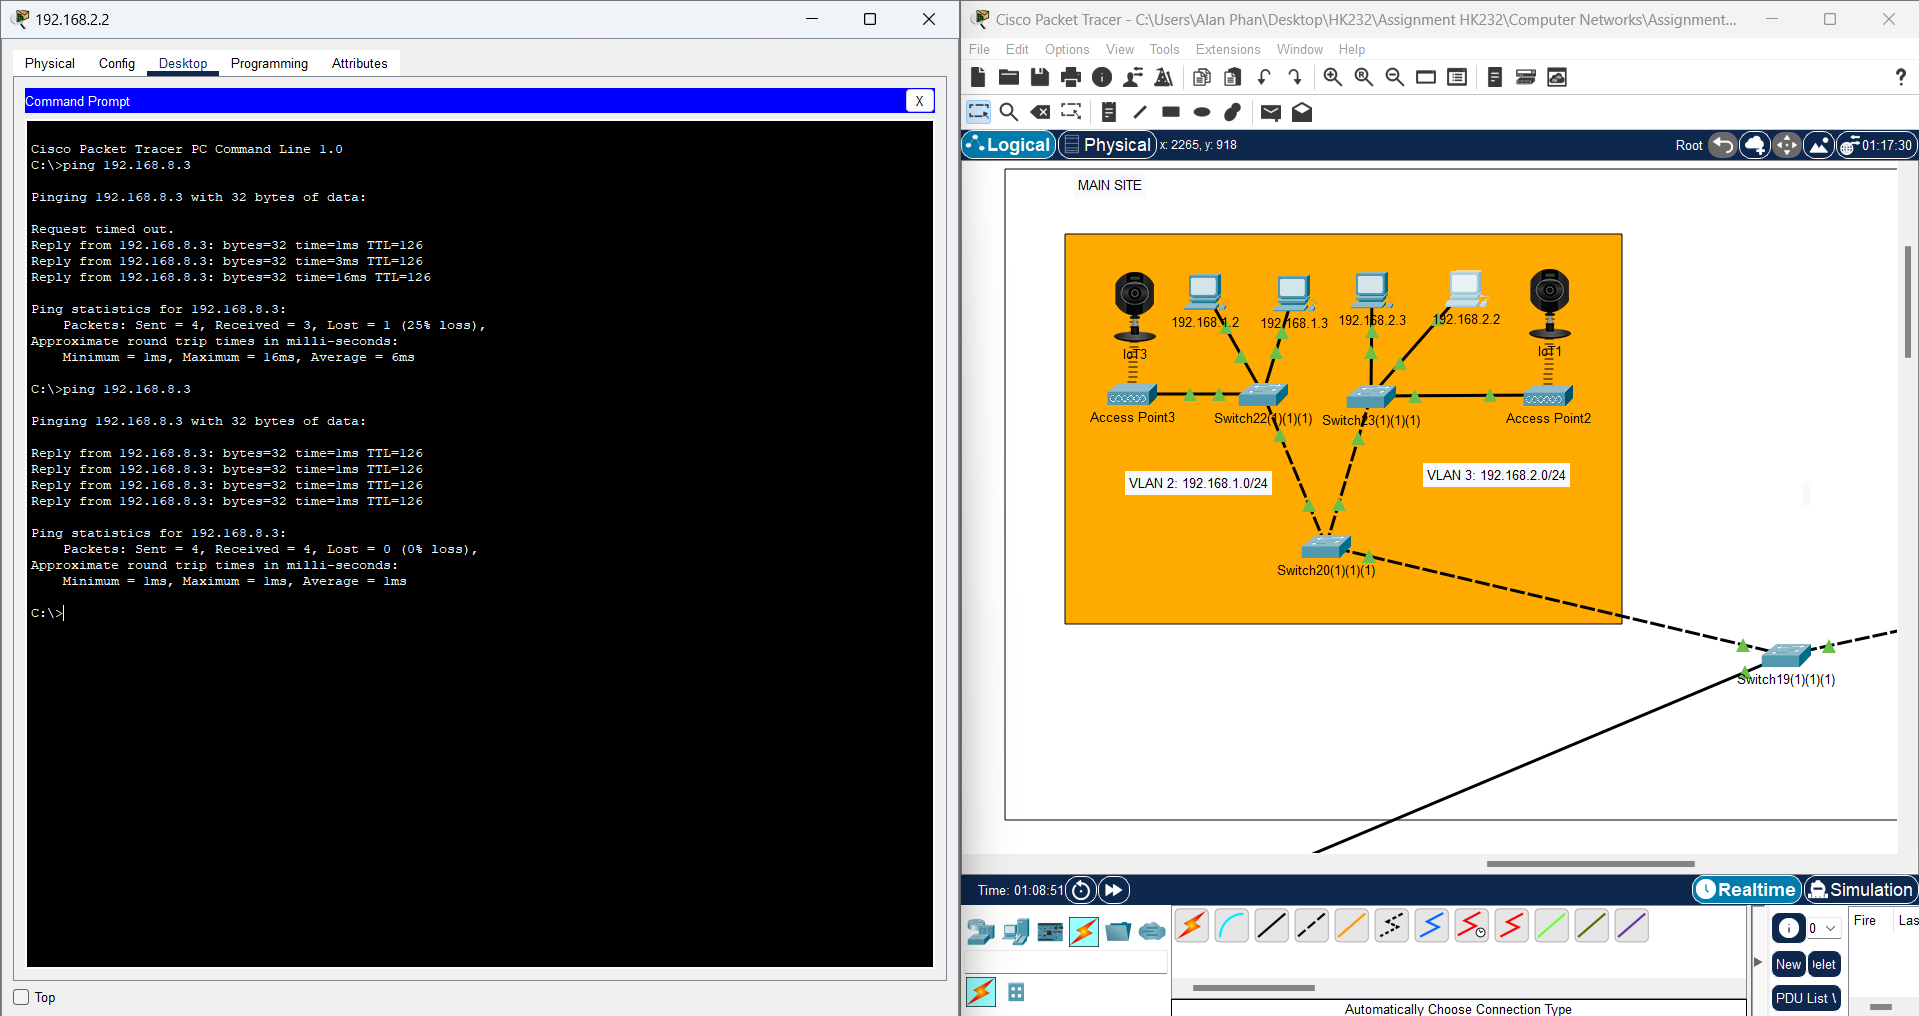 192.168.2.2
Physical Config Desktop Programming Attributes
Command Prompt
X
Cisco Packet Tracer PC Command Line 1.0
C:\>ping 192.168.8.3
Pinging 192.168.8.3 with 32 bytes of data:
Request timed out.
Reply from 192.168.8.3: bytes=32 time=1ms TTL=126
Reply from 192.168.8.3: bytes=32 time=3ms TTL=126
Reply from 192.168.8.3: bytes=32 time=16ms TTL=126
Ping statistics for 192.168.8.3:
Packets: Sent = 4, Received = 3, Lost = 1 (25% loss),
Approximate round trip times in milli-seconds:
Minimum = 1ms, Maximum = 16ms, Average = 6ms
C:\>ping 192.168.8.3
Pinging 192.168.8.3 with 32 bytes of data:
Reply from 192.168.8.3: bytes=32 time=1ms TTL=126
Reply from 192.168.8.3: bytes=32 time=1ms TTL=126
Reply from 192.168.8.3: bytes=32 time=1ms TTL=126
Reply from 192.168.8.3: bytes=32 time=1ms TTL=126
Ping statistics for 192.168.8.3:
Packets: Sent = 4, Received = 4, Lost = 0 (0% loss),
Approximate round trip times in milli-seconds:
Minimum = 1ms, Maximum = 1ms, Average = 1ms
C:\>
Top
Cisco Packet Tracer - C:\Users\Alan Phan\Desktop\HK232\Assignment HK232\Computer Networks\Assignment...
File Edit Options View Tools Extensions Window Help
?
Logical Physical x: 2265, y: 918
Root 01:17:30
MAIN SITE
192.168.1.2 192.168.1.3 192.168.2.3 192.168.2.2
IoT3 IoT1
Access Point3 Switch22(1)(1)(1) Switch23(1)(1)(1) Access Point2
VLAN 2: 192.168.1.0/24 VLAN 3: 192.168.2.0/24
Switch20(1)(1)(1)
Switch19(1)(1)(1)
Time: 01:08:51
Realtime Simulation
0 Fire Las
New Delet
PDU List
Automatically Choose Connection Type